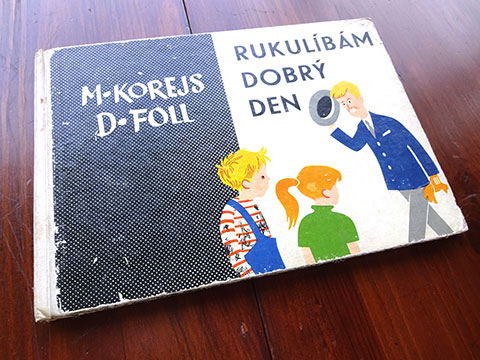 M•KOREJS
D•FOLL
RUKULÍBÁM
DOBRÝ
DEN